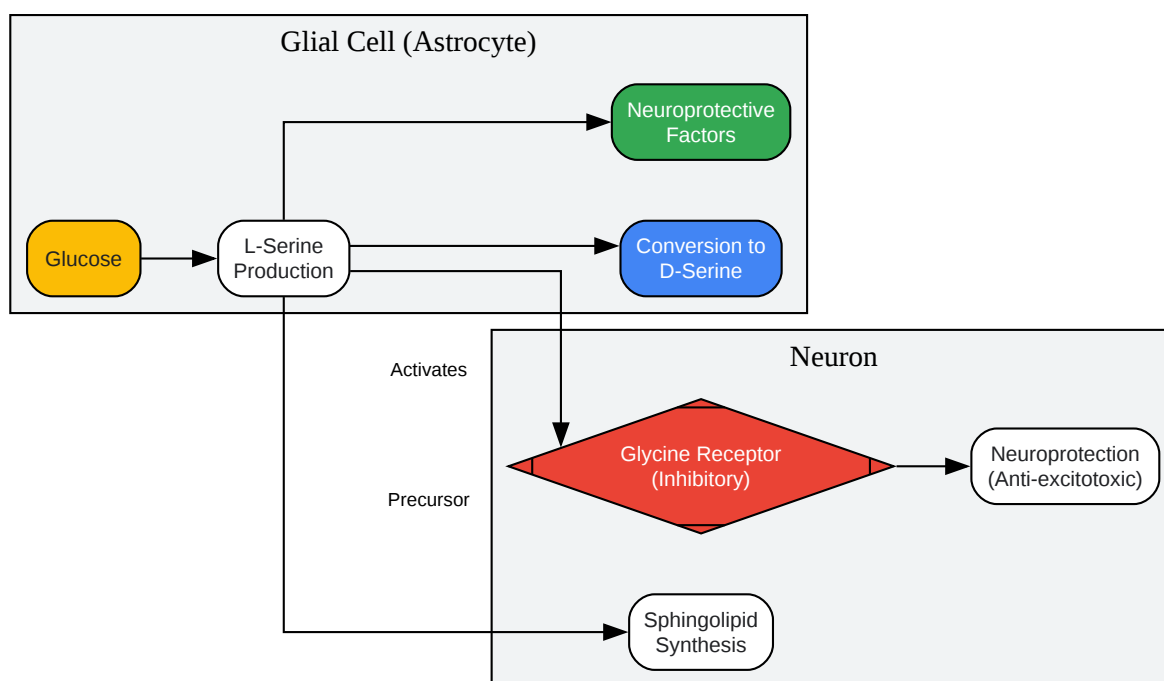 Glial Cell (Astrocyte)
Neuroprotective
Factors
Glucose
L-Serine
Production
Conversion to
D-Serine
Neuron
Activates
Glycine Receptor
(Inhibitory)
Neuroprotection
(Anti-excitotoxic)
Precursor
Sphingolipid
Synthesis